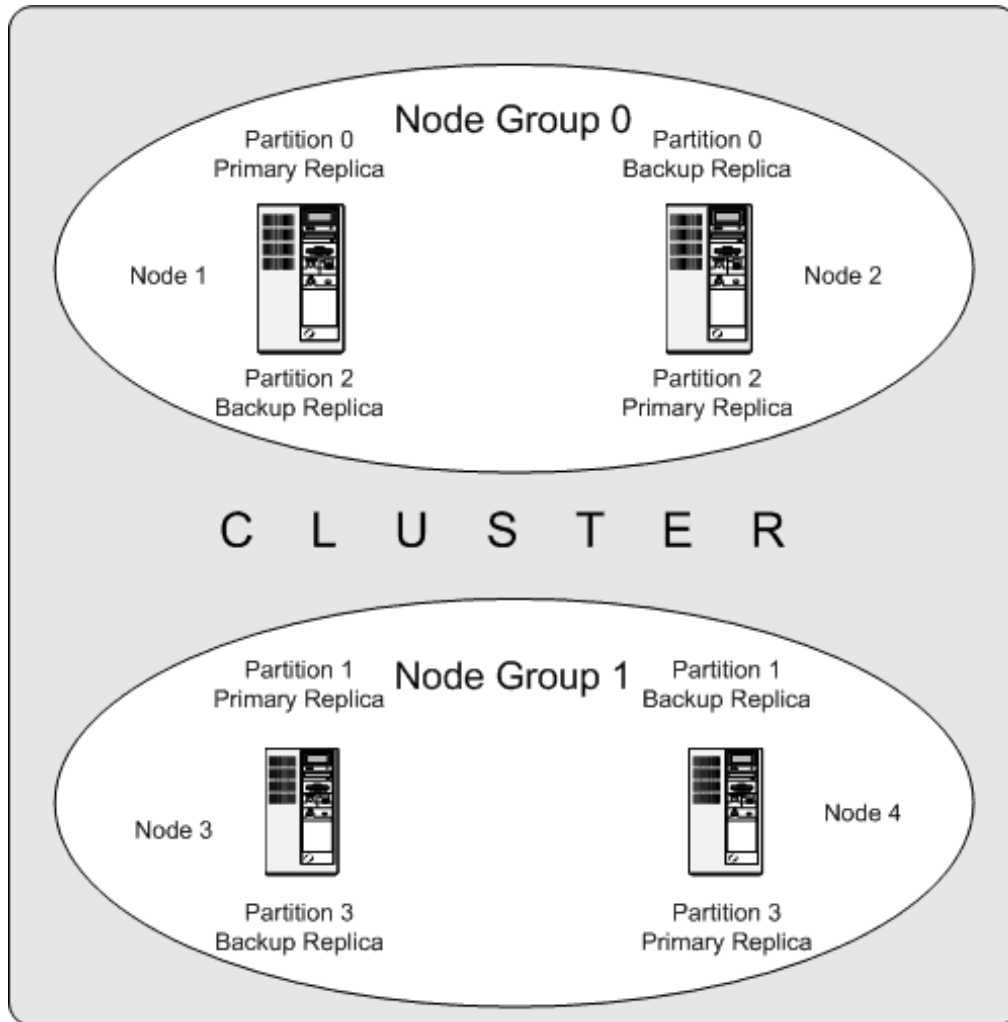 Node Group 0
Partition 0
Primary Replica
Partition 0
Backup Replica
Node 1
Node 2
Partition 2
Backup Replica
Partition 2
Primary Replica
C L U S T E R
Node Group 1
Partition 1
Primary Replica
Partition 1
Backup Replica
Node 3
Node 4
Partition 3
Backup Replica
Partition 3
Primary Replica